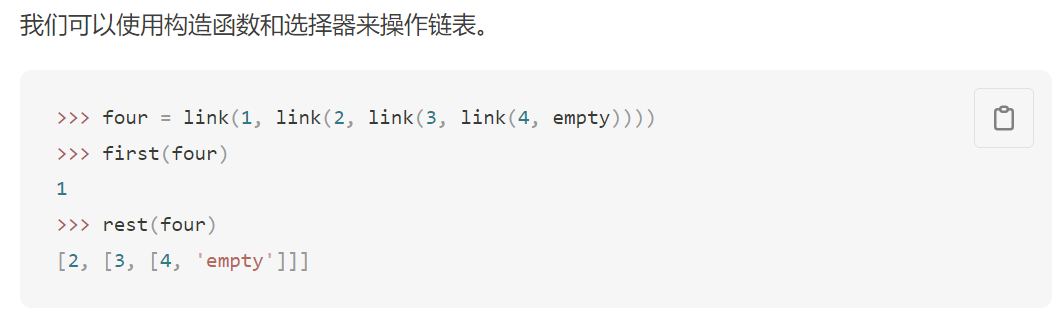 我们可以使用构造函数和选择器来操作链表。
>>> four = link(1, link(2, link(3, link(4, empty))))
>>> first(four)
1
>>> rest(four)
[2, [3, [4, 'empty']]]